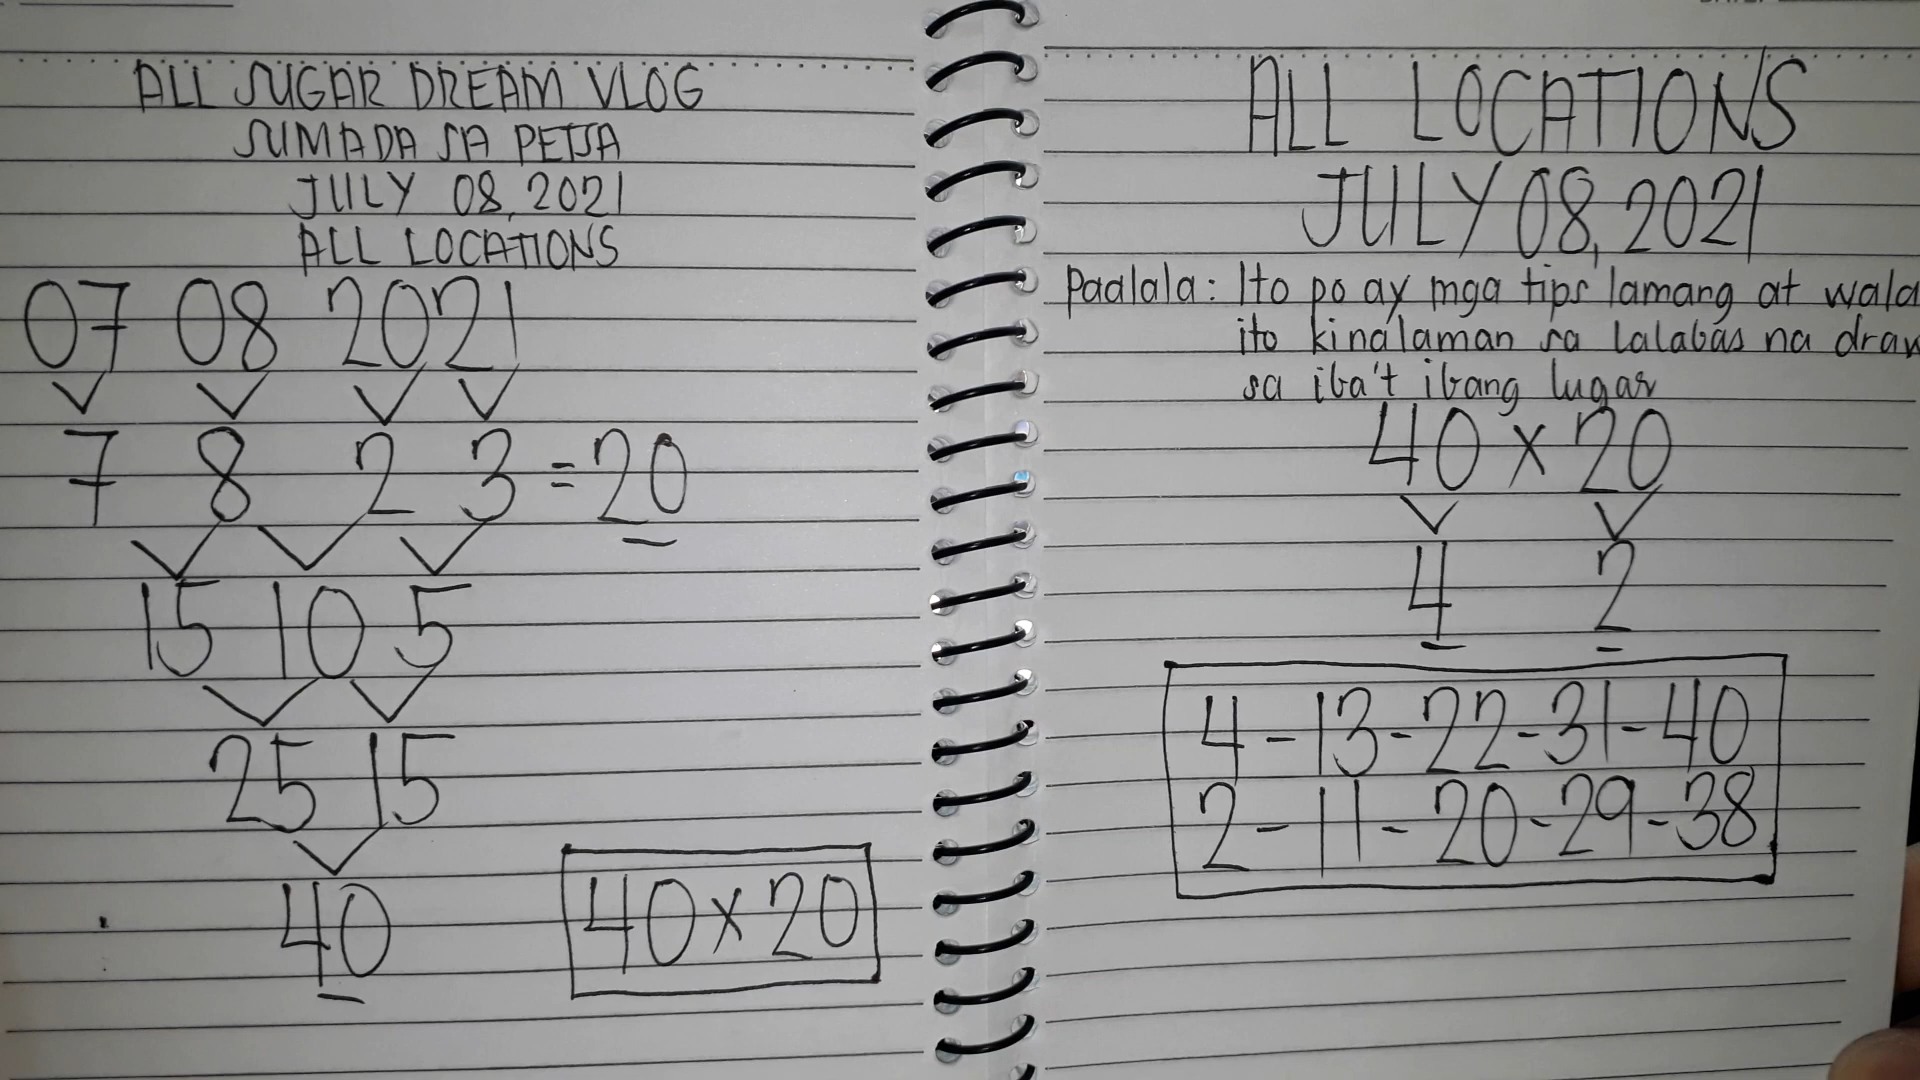 ALL SUGAR DREAM VLOG
SUMADA SA PETSA
JULY 08, 2021
ALL LOCATIONS
07 08 2021
7 8 2 3 = 20
15 10 5
25 15
40
40 x 20
ALL LOCATIONS
JULY 08, 2021
Paalala: Ito po ay mga tips lamang at wala
ito kinalaman sa lalabas na draw
sa iba't ibang lugar
40 x 20
4 2
4-13-22-31-40
2-11-20-29-38